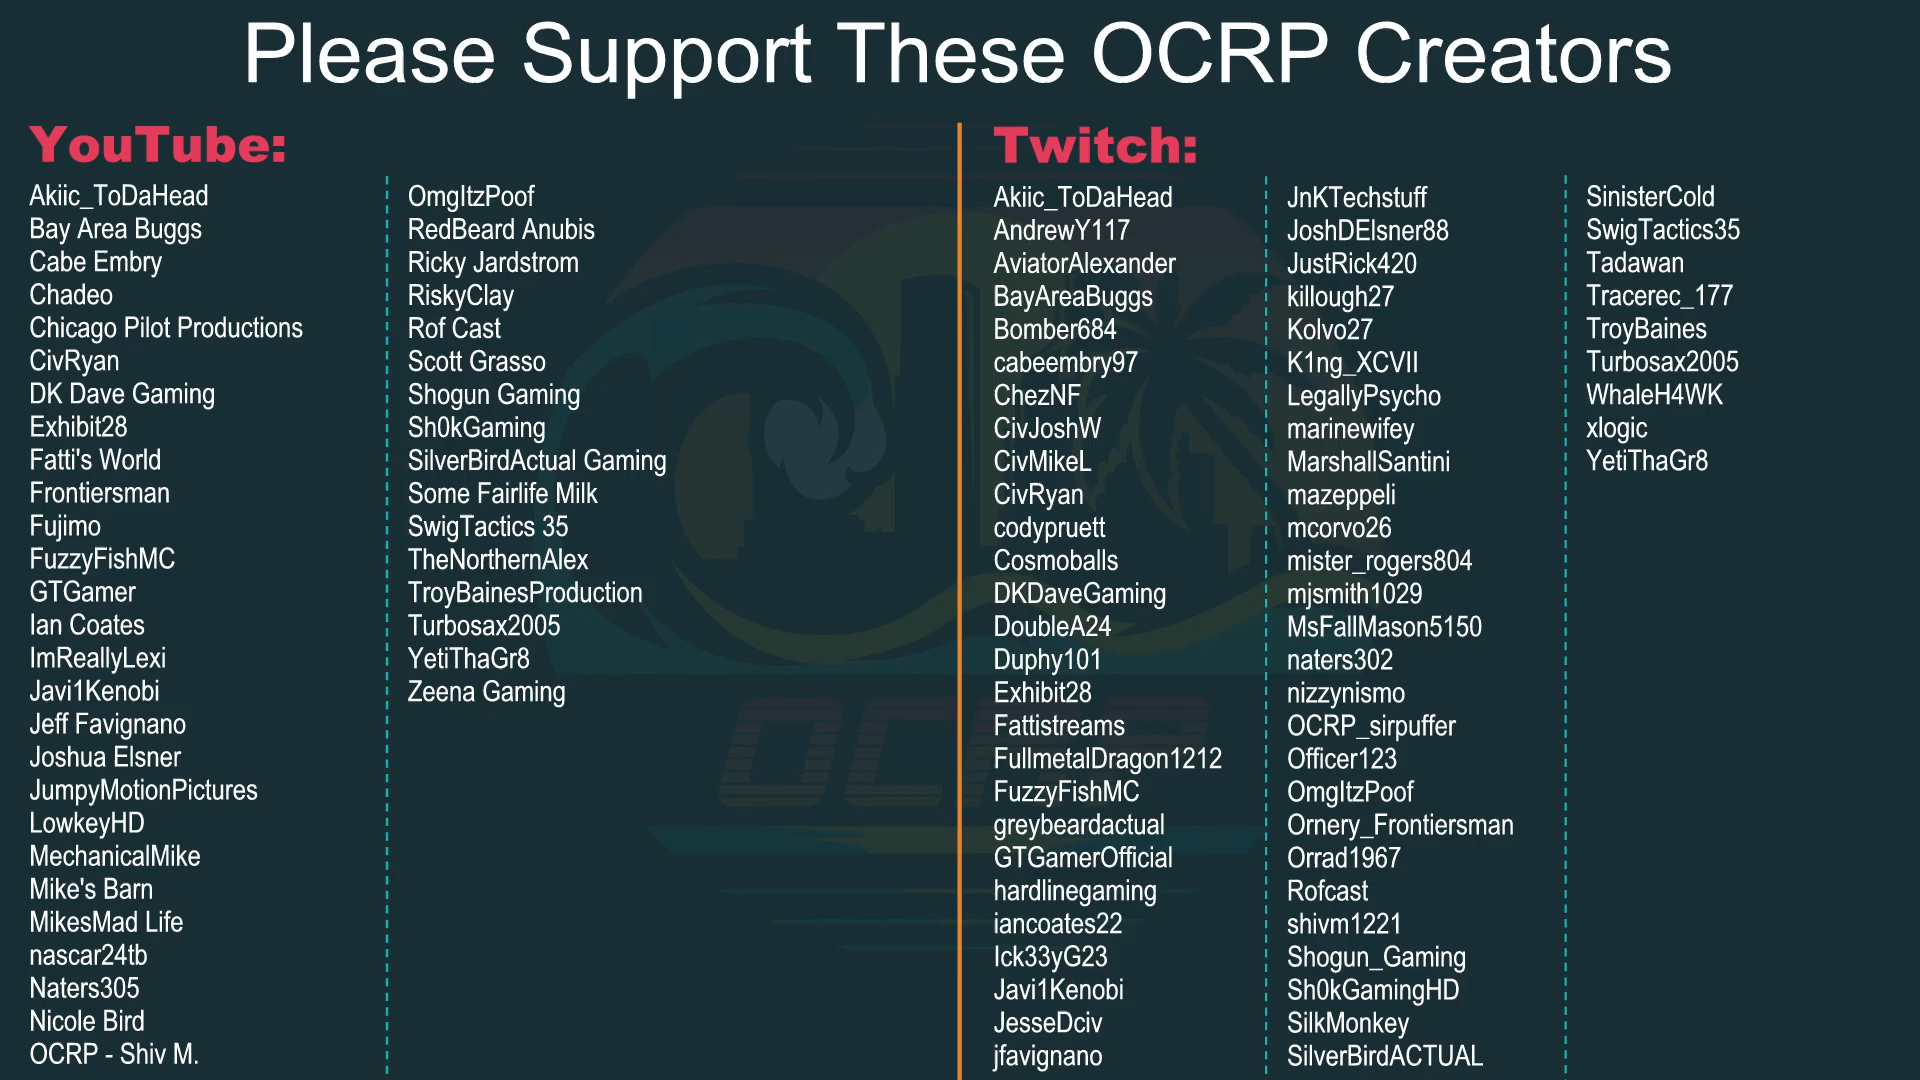 Please Support These OCRP Creators
YouTube:
Akiic_ToDaHead
Bay Area Buggs
Cabe Embry
Chadeo
Chicago Pilot Productions
CivRyan
DK Dave Gaming
Exhibit28
Fatti's World
Frontiersman
Fujimo
FuzzyFishMC
GTGamer
Ian Coates
ImReallyLexi
Javi1Kenobi
Jeff Favignano
Joshua Elsner
JumpyMotionPictures
LowkeyHD
MechanicalMike
Mike's Barn
MikesMad Life
nascar24tb
Naters305
Nicole Bird
OCRP - Shiv M.
OmgItzPoof
RedBeard Anubis
Ricky Jardstrom
RiskyClay
Rof Cast
Scott Grasso
Shogun Gaming
Sh0kGaming
SilverBirdActual Gaming
Some Fairlife Milk
SwigTactics 35
TheNorthernAlex
TroyBainesProduction
Turbosax2005
YetiThaGr8
Zeena Gaming
Twitch:
Akiic_ToDaHead
AndrewY117
AviatorAlexander
BayAreaBuggs
Bomber684
cabeembry97
ChezNF
CivJoshW
CivMikeL
CivRyan
codypruett
Cosmoballs
DKDaveGaming
DoubleA24
Duphy101
Exhibit28
Fattistreams
FullmetalDragon1212
FuzzyFishMC
greybeardactual
GTGamerOfficial
hardlinegaming
iancoates22
Ick33yG23
Javi1Kenobi
JesseDciv
jfavignano
JnKTechstuff
JoshDElsner88
JustRick420
killough27
Kolvo27
K1ng_XCVII
LegallyPsycho
marinewifey
MarshallSantini
mazeppeli
mcorvo26
mister_rogers804
mjsmith1029
MsFallMason5150
naters302
nizzynismo
OCRP_sirpuffer
Officer123
OmgItzPoof
Ornery_Frontiersman
Orrad1967
Rofcast
shivm1221
Shogun_Gaming
Sh0kGamingHD
SilkMonkey
SilverBirdACTUAL
SinisterCold
SwigTactics35
Tadawan
Tracerec_177
TroyBaines
Turbosax2005
WhaleH4WK
xlogic
YetiThaGr8
OCRP